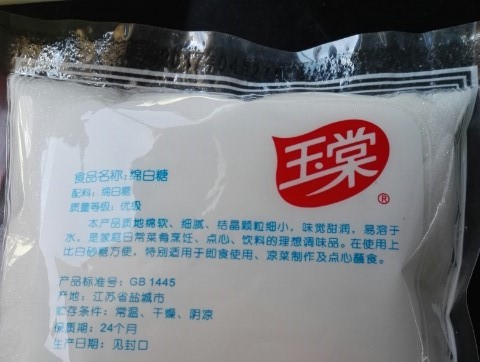 玉棠
®
食品名称:绵白糖
配料:绵白糖
质量等级:优级
本产品质地绵软、细腻、结晶颗粒细小，味觉甜润，易溶于
水，是家庭日常菜肴烹饪、点心、饮料的理想调味品。在使用上
比白砂糖方便，特别适用于即食使用、凉菜制作及点心蘸食。
产品标准号: GB 1445
产地: 江苏省盐城市
贮存条件: 常温、干燥、阴凉
保质期: 24个月
生产日期: 见封口